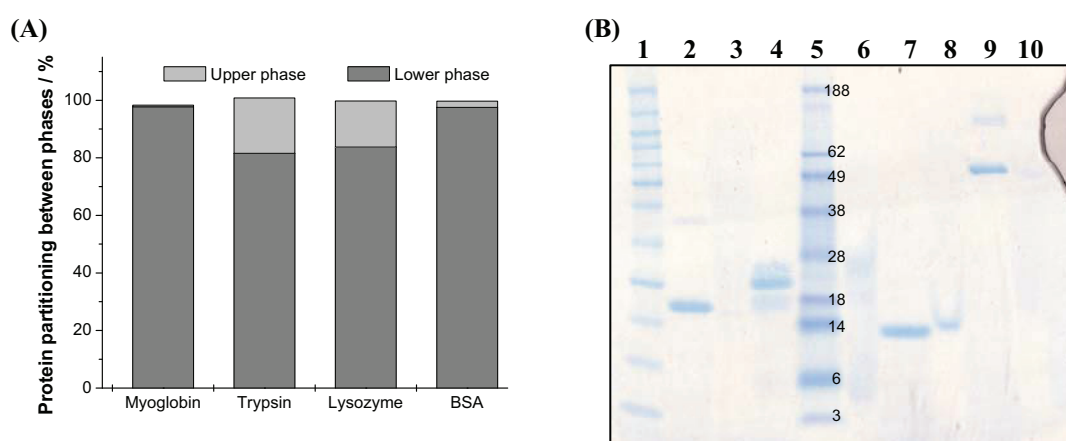 (A)
Protein partitioning between phases / %
Upper phase
Lower phase
100
80
60
40
20
0
Myoglobin
Trypsin
Lysozyme
BSA
(B)
1 2 3 4 5 6 7 8 9 10
188
62
49
38
28
18
14
6
3